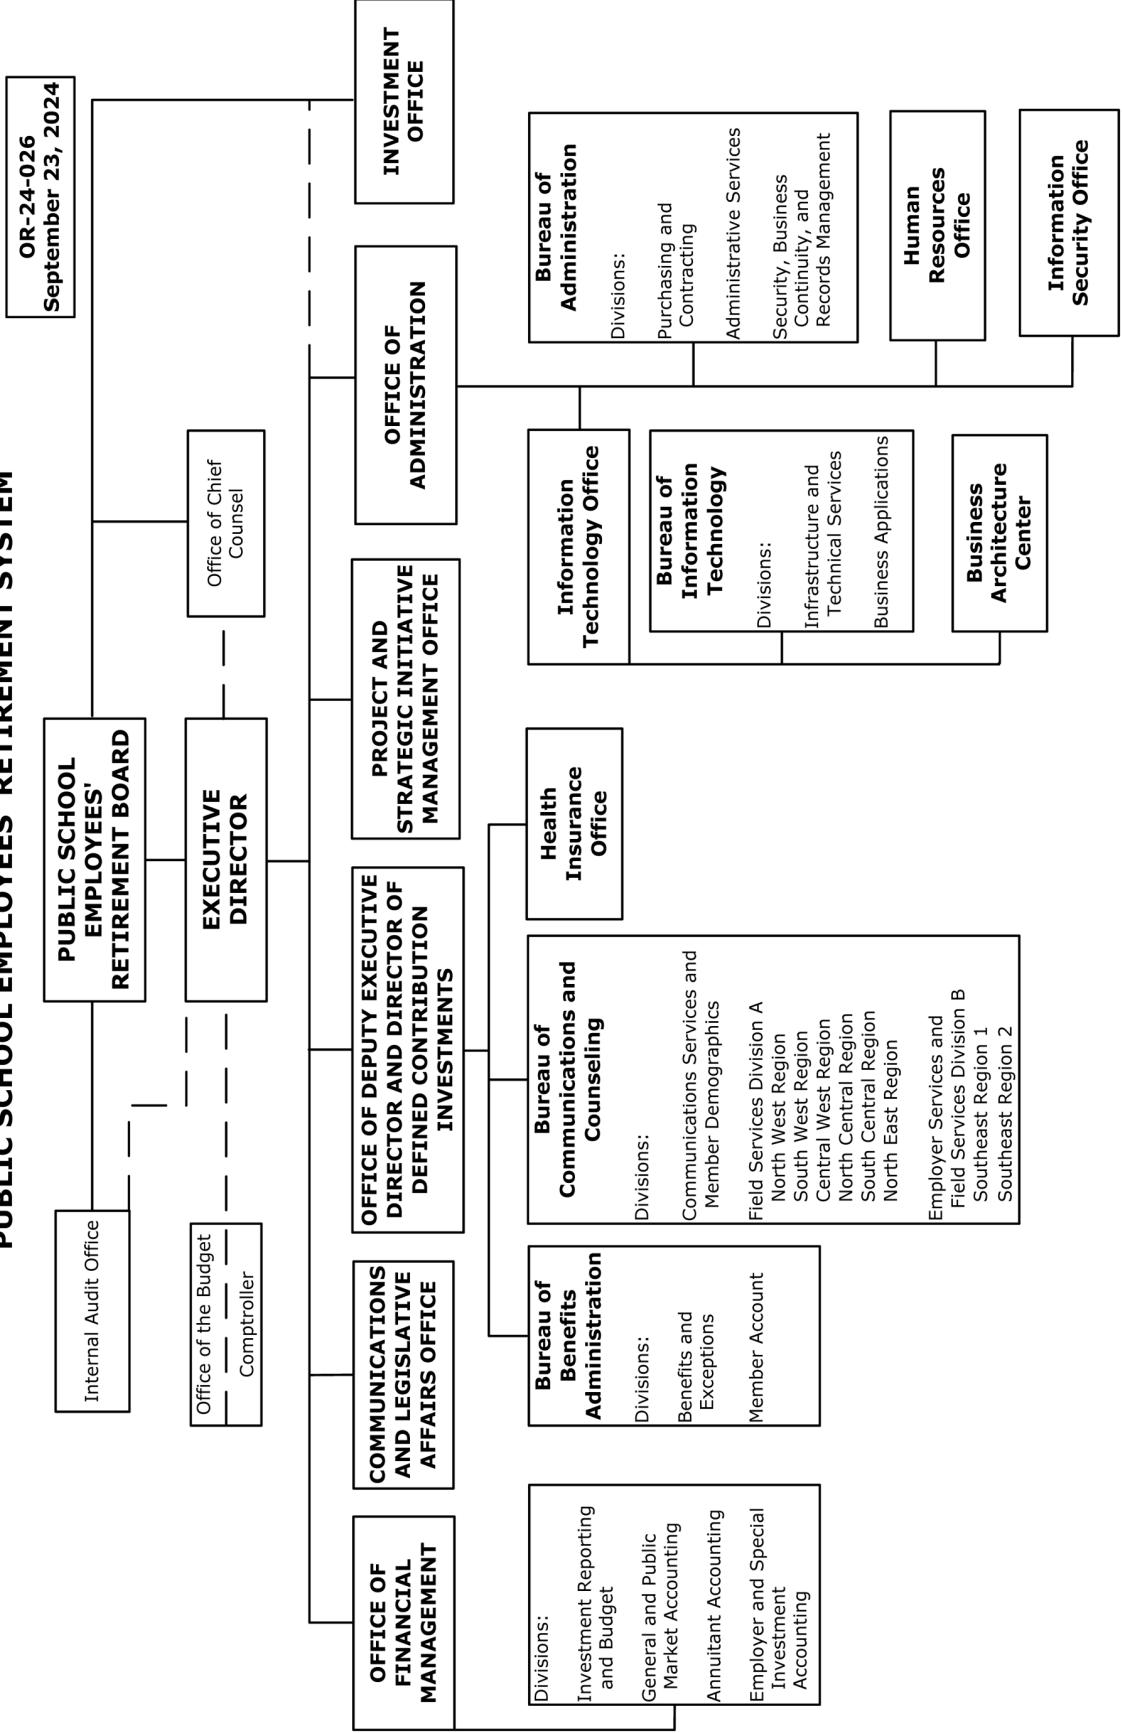 PUBLIC SCHOOL EMPLOYEES' RETIREMENT SYSTEM
OR-24-026
September 23, 2024
PUBLIC SCHOOL
EMPLOYEES'
RETIREMENT BOARD
Internal Audit Office
EXECUTIVE
DIRECTOR
Office of Chief
Counsel
Office of the Budget
Comptroller
OFFICE OF
FINANCIAL
MANAGEMENT
COMMUNICATIONS
AND LEGISLATIVE
AFFAIRS OFFICE
OFFICE OF DEPUTY EXECUTIVE
DIRECTOR AND DIRECTOR OF
DEFINED CONTRIBUTION
INVESTMENTS
PROJECT AND
STRATEGIC INITIATIVE
MANAGEMENT OFFICE
OFFICE OF
ADMINISTRATION
INVESTMENT
OFFICE
Divisions:
Investment Reporting
and Budget
General and Public
Market Accounting
Annuitant Accounting
Employer and Special
Investment
Accounting
Bureau of
Benefits
Administration
Divisions:
Benefits and
Exceptions
Member Account
Bureau of
Communications and
Counseling
Divisions:
Communications Services and
Member Demographics
Field Services Division A
North West Region
South West Region
Central West Region
North Central Region
South Central Region
North East Region
Employer Services and
Field Services Division B
Southeast Region 1
Southeast Region 2
Health
Insurance
Office
Information
Technology Office
Bureau of
Information
Technology
Divisions:
Infrastructure and
Technical Services
Business Applications
Business
Architecture
Center
Bureau of
Administration
Divisions:
Purchasing and
Contracting
Administrative Services
Security, Business
Continuity, and
Records Management
Human
Resources
Office
Information
Security Office